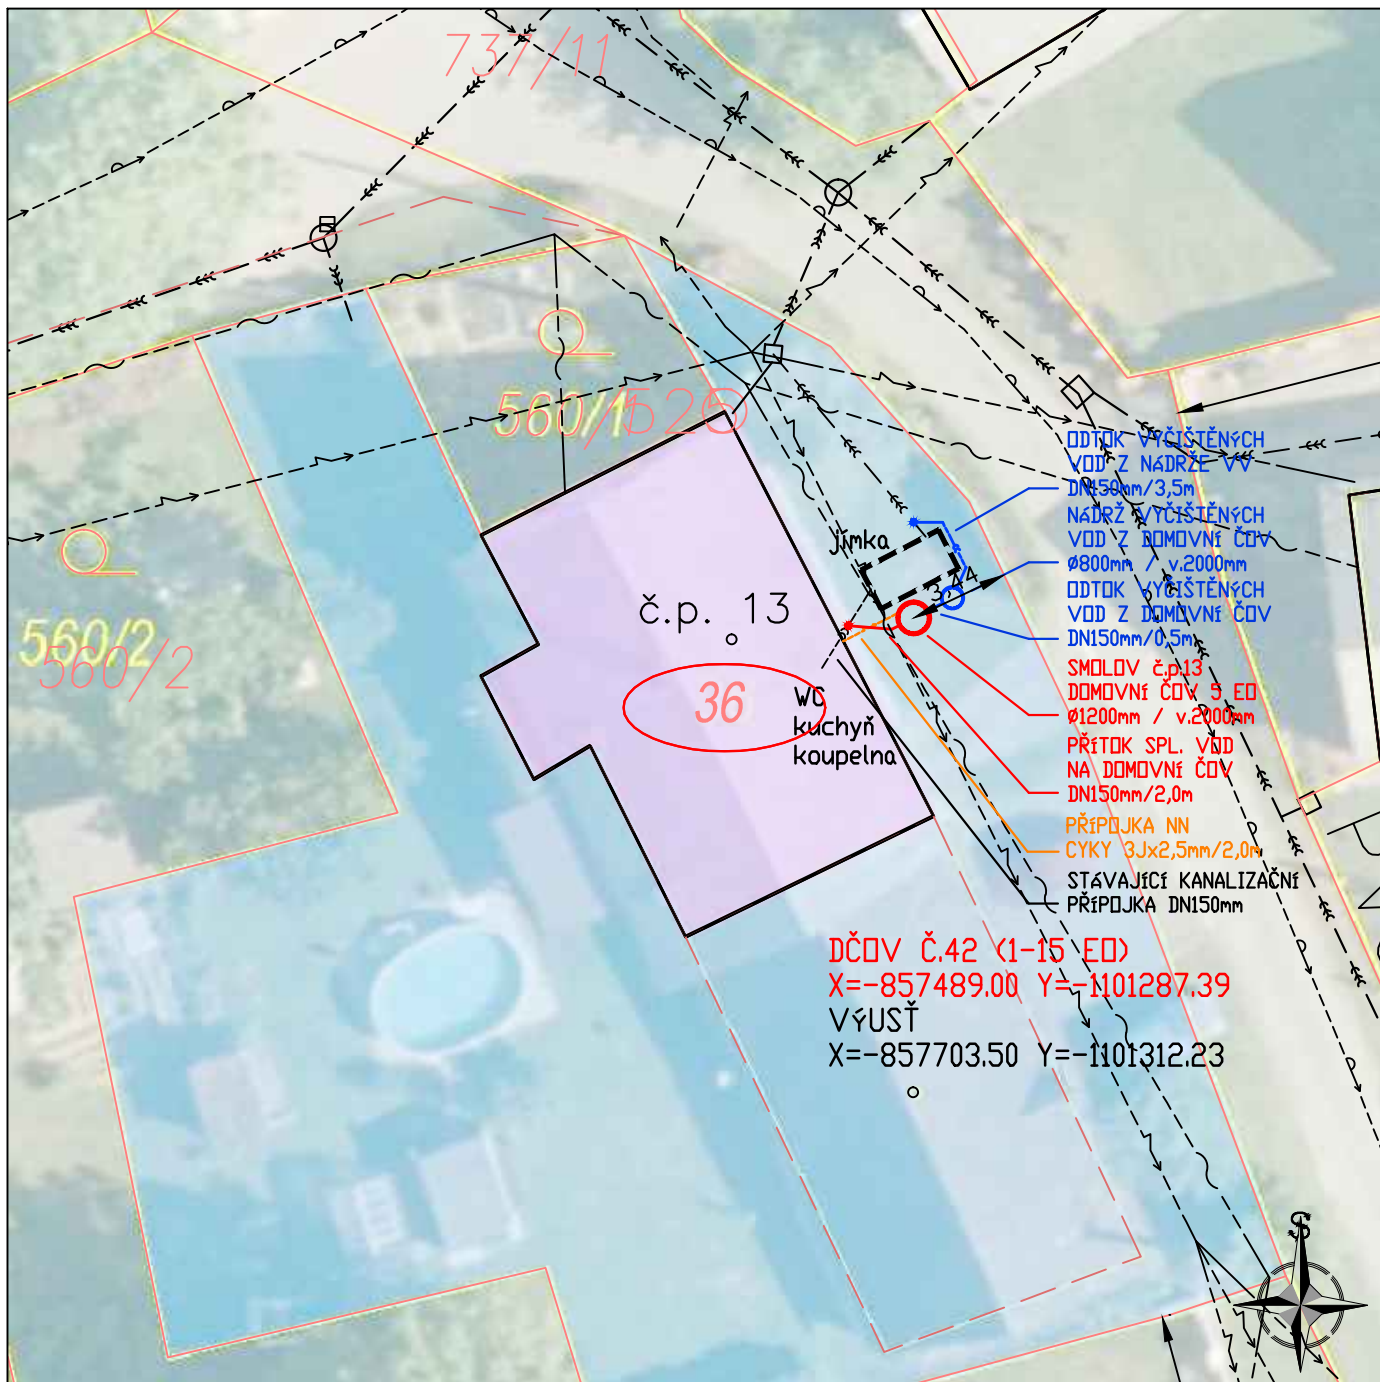 737/11
560/1
525
ODTOK VYČIŠTĚNÝCH
VOD Z NÁDRŽE VV
DN150mm/3,5m
NÁDRŽ VYČIŠTĚNÝCH
VOD Z DOMOVNÍ ČOV
Ø800mm / v.2000mm
jímka
ODTOK VYČIŠTĚNÝCH
VOD Z DOMOVNÍ ČOV
DN150mm/0,5m
3,44
č.p. 13
560/2
560/2
SMOLOV č.p.13
DOMOVNÍ ČOV 5 EO
Ø1200mm / v.2000mm
36
WC
kuchyň
koupelna
PŘÍTOK SPL. VOD
NA DOMOVNÍ ČOV
DN150mm/2,0m
PŘÍPOJKA NN
CYKY 3Jx2,5mm/2,0m
STÁVAJÍCÍ KANALIZAČNÍ
PŘÍPOJKA DN150mm
DČOV Č.42 (1-15 EO)
X=-857489.00 Y=-1101287.39
VÝUSŤ
X=-857703.50 Y=-1101312.23
S